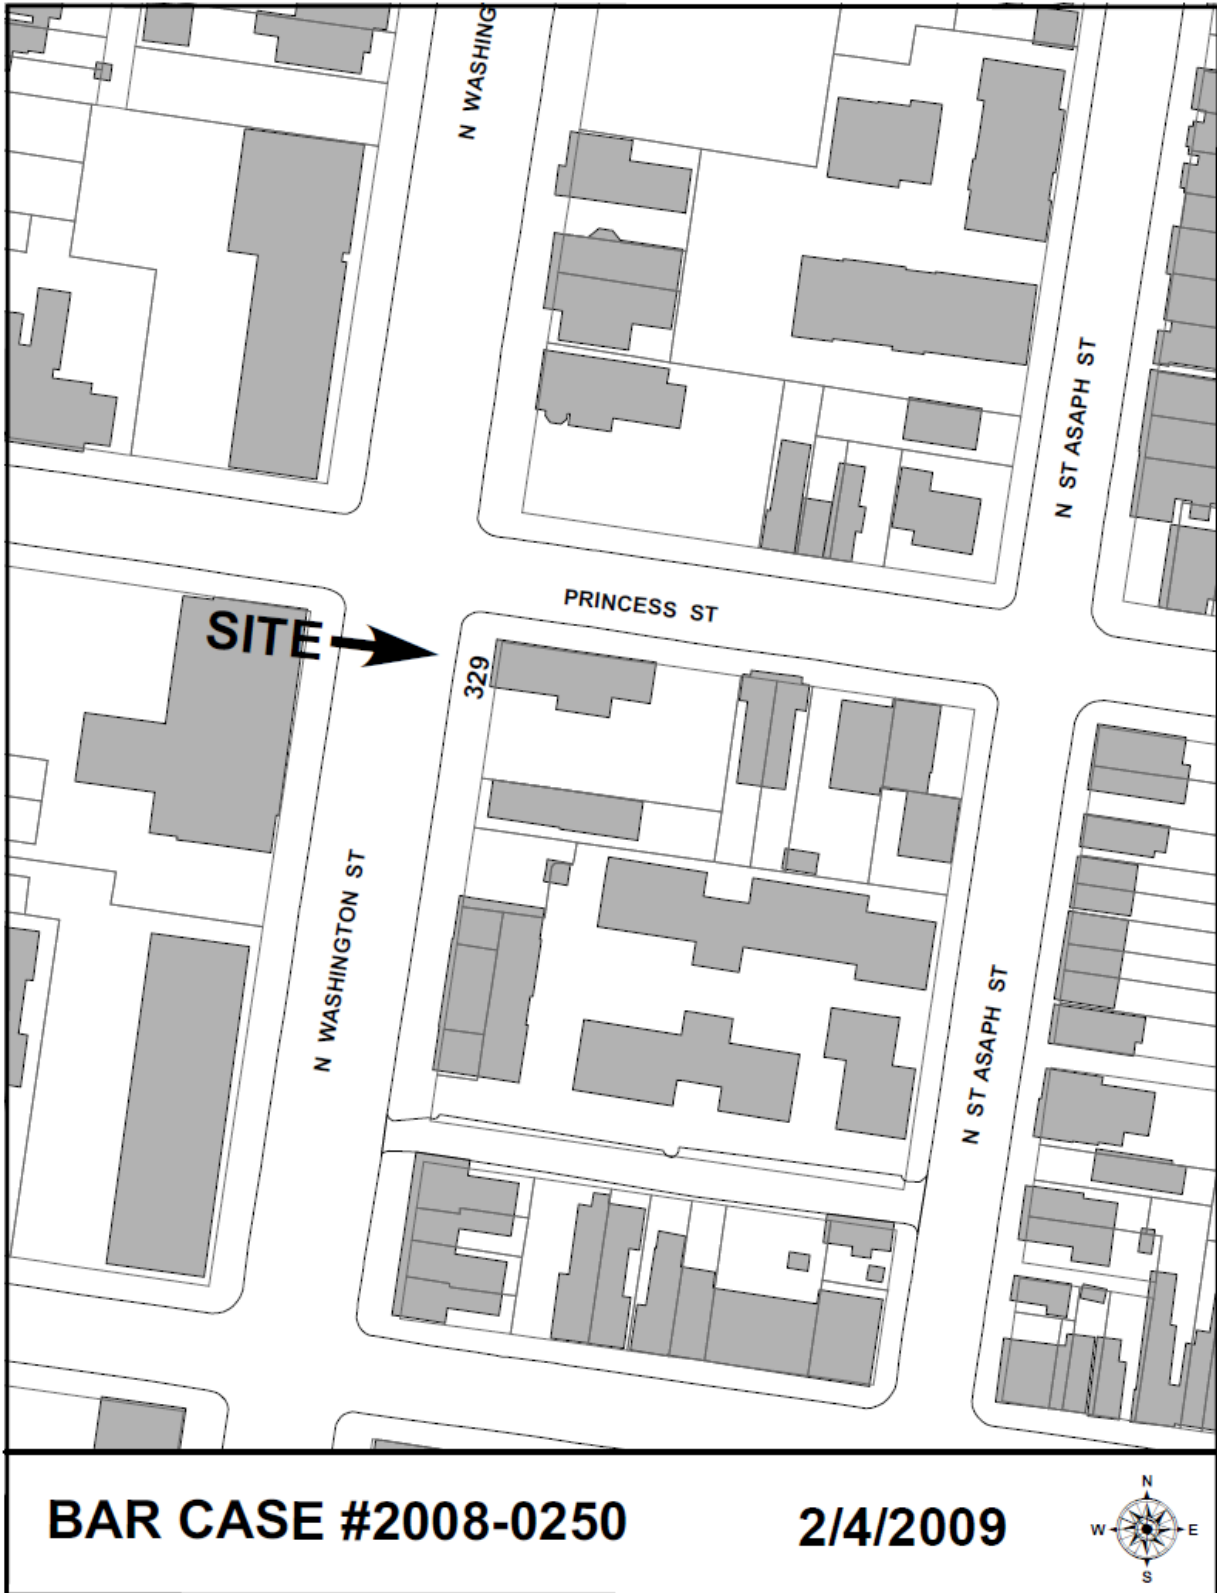 N WASHING
N ST ASAPH ST
PRINCESS ST
SITE
329
N WASHINGTON ST
N ST ASAPH ST
BAR CASE #2008-0250
2/4/2009
N
W E
S